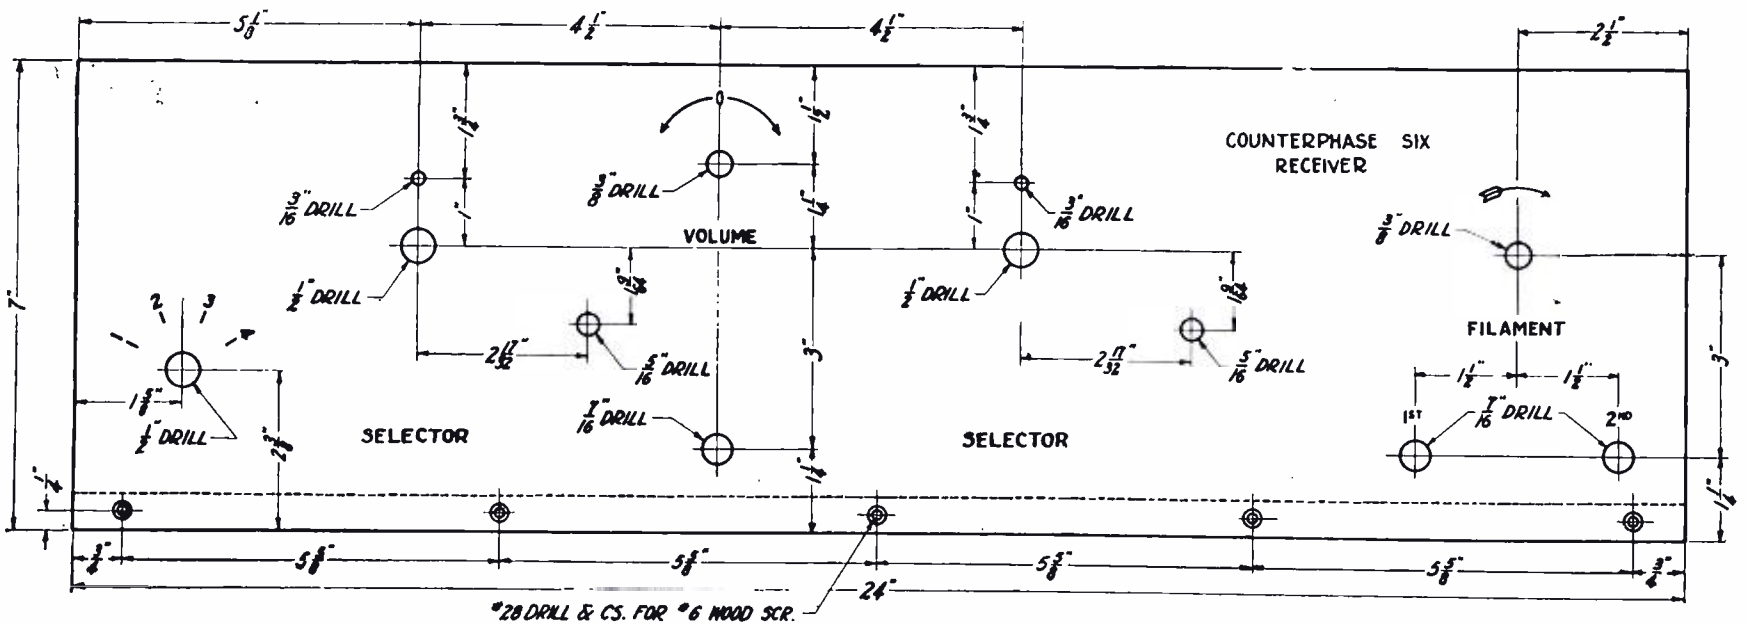 5 1/8" 4 1/2" 4 1/2" 2 1/2"
0
1 3/4" 1 1/2" 1 3/4"
COUNTERPHASE SIX
RECEIVER
3/16" DRILL 1" 3/8" DRILL 1 1/4" 1" 3/16" DRILL
VOLUME
3/8" DRILL
7" 1/2" DRILL 1 9/64" 1/2" DRILL 1 9/64"
1 2 3 4
FILAMENT
2 17/32" 5/16" DRILL 3" 2 17/32" 5/16" DRILL 3"
1 1/2" 1 1/2"
1 5/8" 7/16" DRILL 1ST 7/16" DRILL 2ND
1/2" DRILL 2 3/8" SELECTOR SELECTOR
1/4" 1 1/4" 1 1/4"
3/4" 5 5/8" 5 5/8" 5 5/8" 5 5/8" 3/4"
24"
#28 DRILL & CS. FOR #6 WOOD SCR.